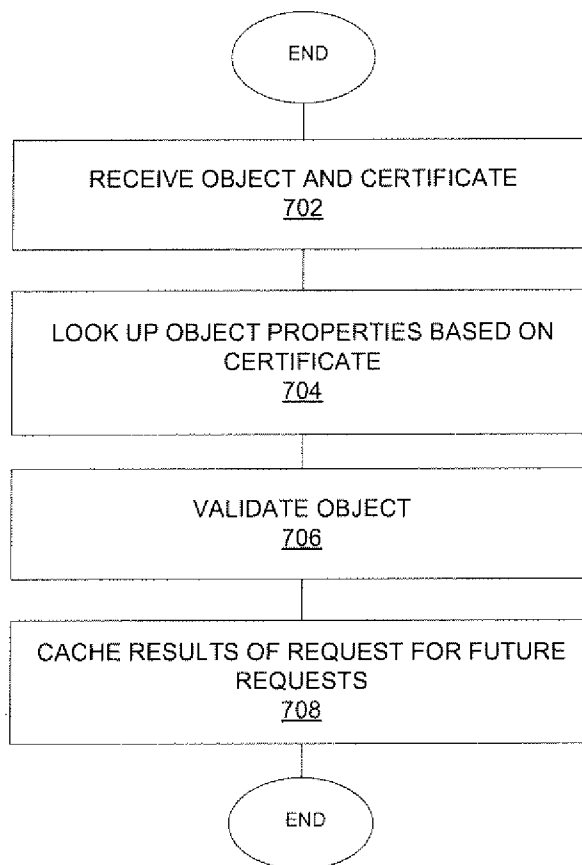 END
RECEIVE OBJECT AND CERTIFICATE
702
LOOK UP OBJECT PROPERTIES BASED ON
CERTIFICATE
704
VALIDATE OBJECT
706
CACHE RESULTS OF REQUEST FOR FUTURE
REQUESTS
708
END